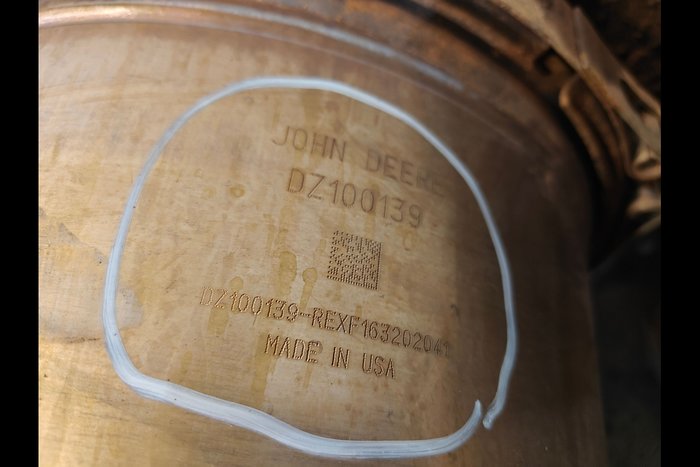 JOHN DEERE
DZ100139
DZ100139-REXF163202041
MADE IN USA